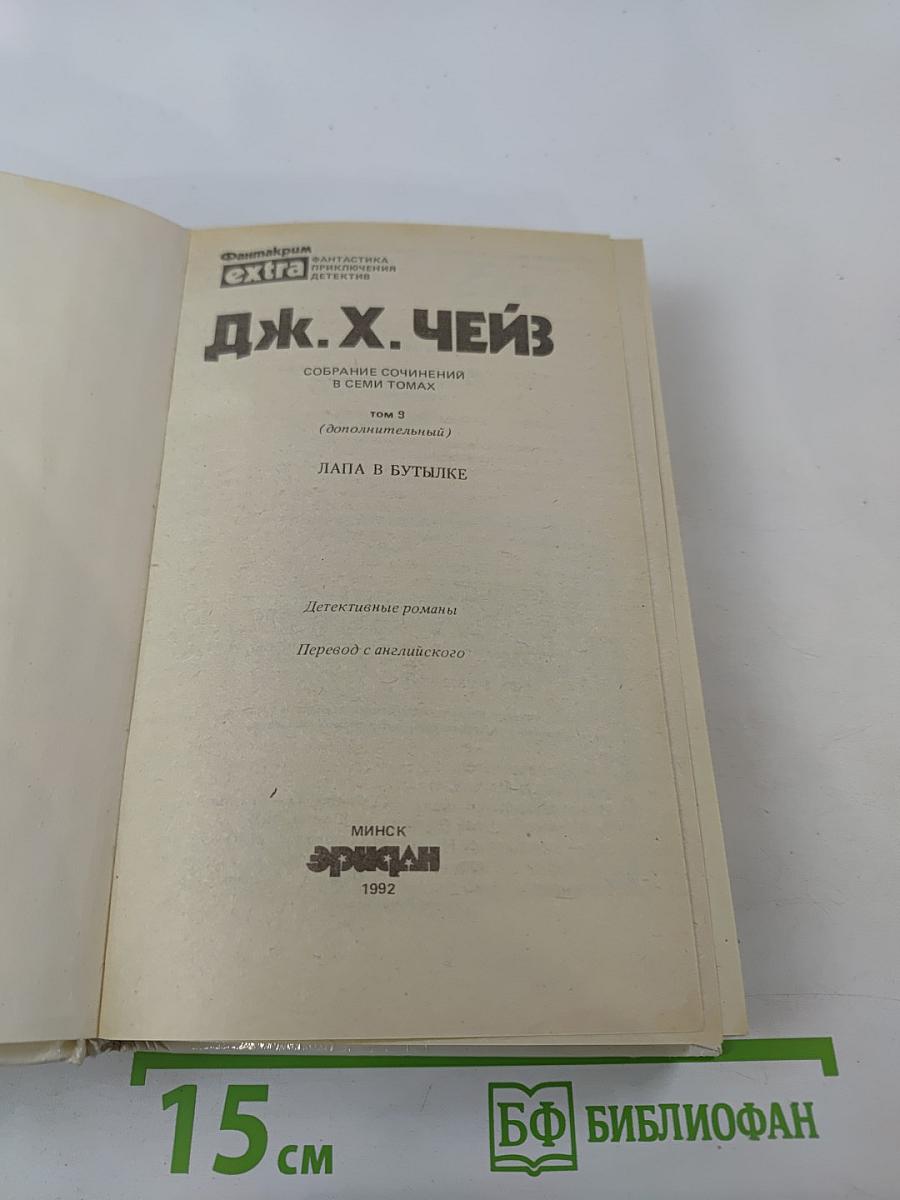 Фантакрим
extra
ФАНТАСТИКА
ПРИКЛЮЧЕНИЯ
ДЕТЕКТИВ
ДЖ. Х. ЧЕЙЗ
СОБРАНИЕ СОЧИНЕНИЙ
В СЕМИ ТОМАХ
том 9
(дополнительный)
ЛАПА В БУТЫЛКЕ
Детективные романы
Перевод с английского
МИНСК
эридан
1992
15 см
БФ БИБЛИОФАН